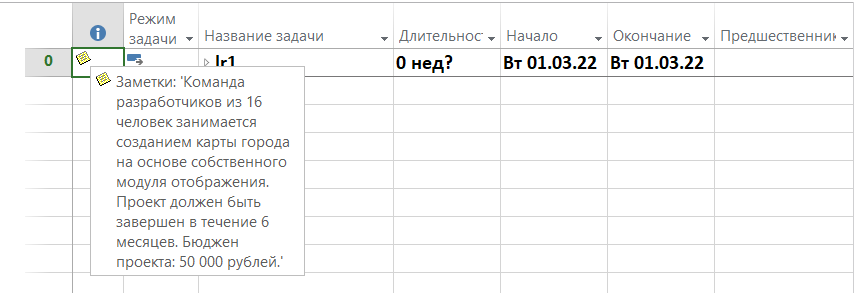 Режим задачи
Название задачи
Длительност
Начало
Окончание
Предшественник
0
lr1
0 нед?
Вт 01.03.22
Вт 01.03.22
Заметки: 'Команда
разработчиков из 16
человек занимается
созданием карты города
на основе собственного
модуля отображения.
Проект должен быть
завершен в течение 6
месяцев. Бюджен
проекта: 50 000 рублей.'